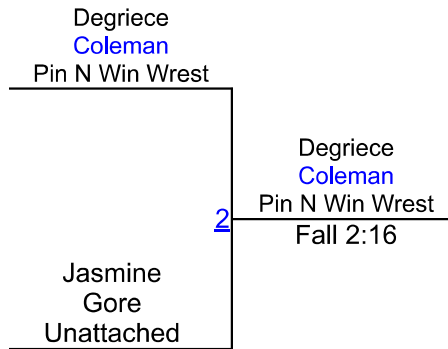 Degriece
Coleman
Pin N Win Wrest
Degriece
Coleman
Pin N Win Wrest
2
Fall 2:16
Jasmine
Gore
Unattached